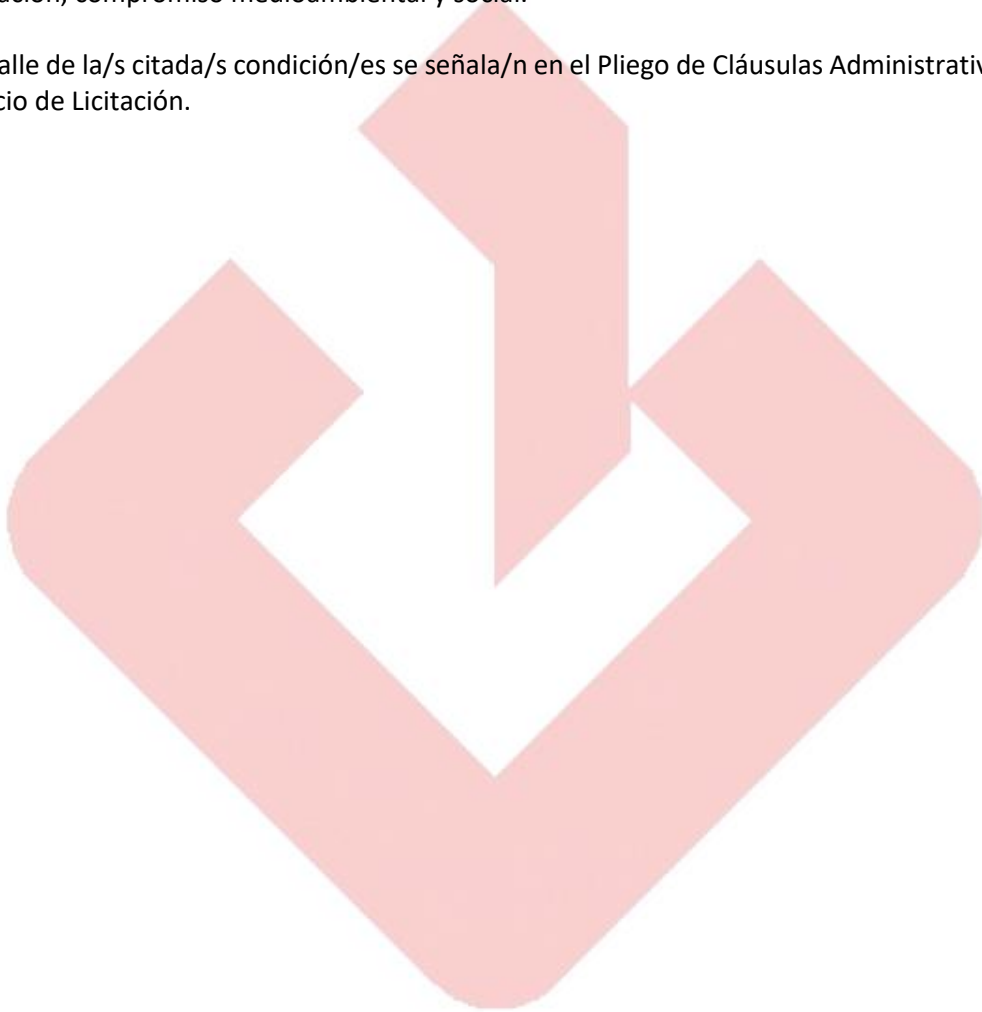 compromiso medioambiental y social.
alle de la/s citada/s condición/es se señala/n en el Pliego de Cláusulas Administrativ
cio de Licitación.